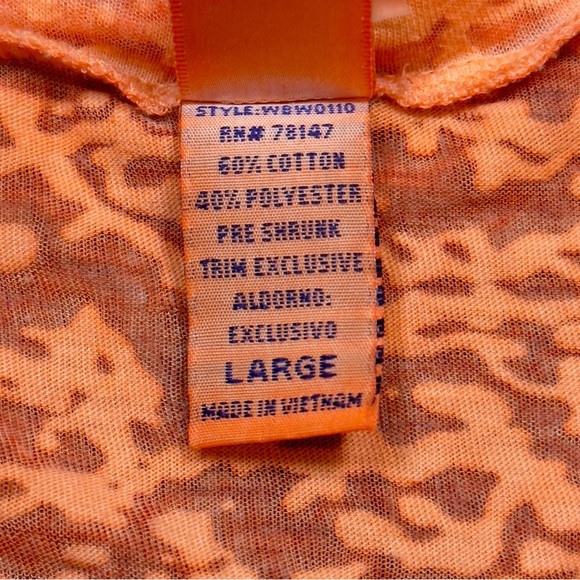 STYLE:WBW0110
RN# 78147
60% COTTON
40% POLYESTER
PRE SHRUNK
TRIM EXCLUSIVE
ALDORNO:
EXCLUSIVO
LARGE
MADE IN VIETNAM